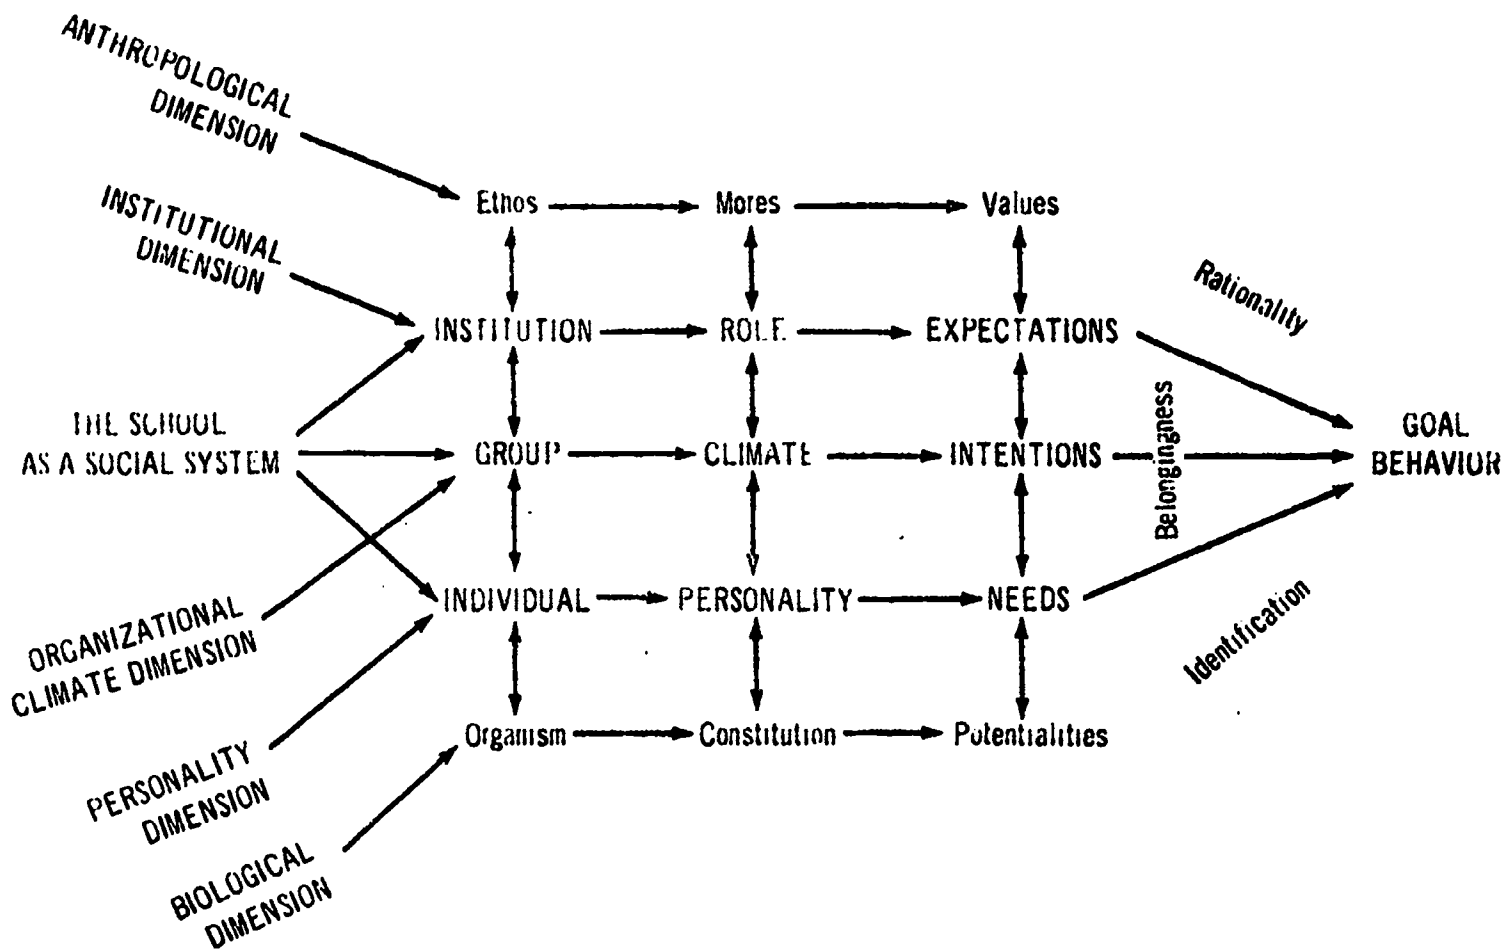 ANTHROPOLOGICAL
DIMENSION
INSTITUTIONAL
DIMENSION
Ethos
Mores
Values
Rationality
INSTITUTION
ROLE
EXPECTATIONS
THE SCHOOL
AS A SOCIAL SYSTEM
GROUP
CLIMATE
INTENTIONS
Belongingness
GOAL
BEHAVIOR
INDIVIDUAL
PERSONALITY
NEEDS
Identification
ORGANIZATIONAL
CLIMATE DIMENSION
Organism
Constitution
Potentialities
PERSONALITY
DIMENSION
BIOLOGICAL
DIMENSION